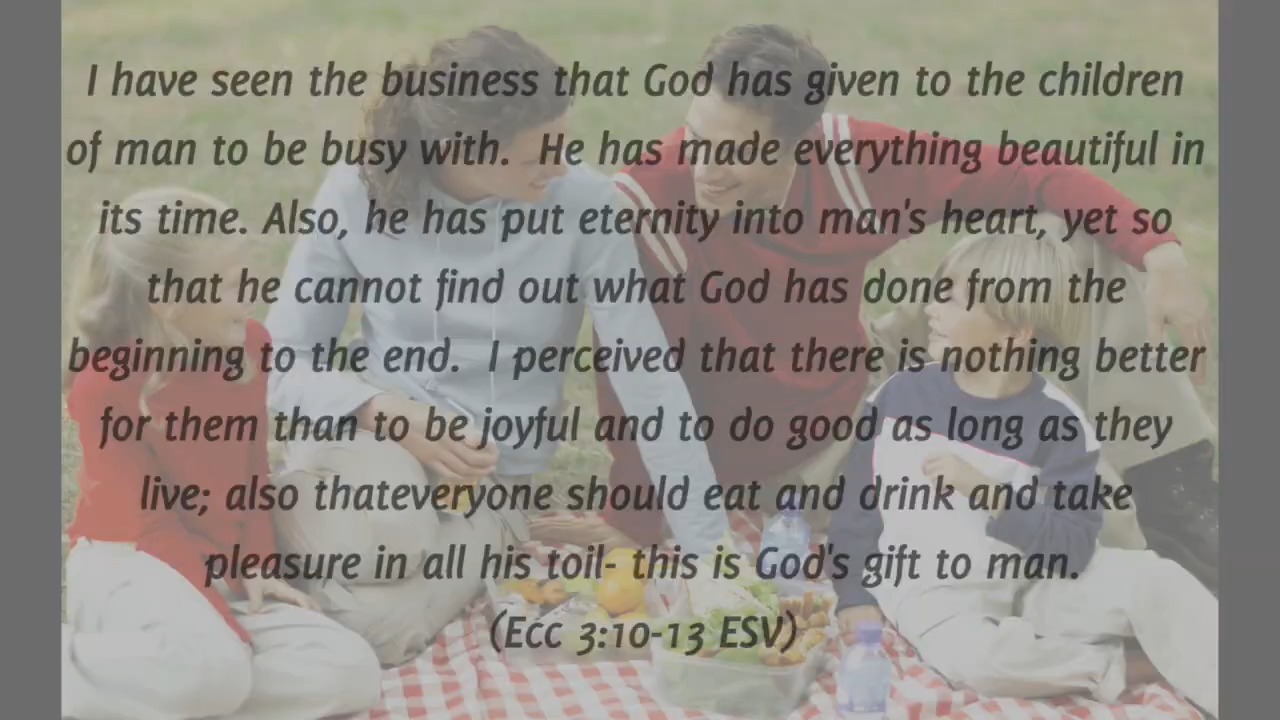 I have seen the business that God has given to the children
of man to be busy with.  He has made everything beautiful in
its time. Also, he has put eternity into man's heart, yet so
that he cannot find out what God has done from the
beginning to the end.  I perceived that there is nothing better
for them than to be joyful and to do good as long as they
live; also thateveryone should eat and drink and take
pleasure in all his toil- this is God's gift to man.
(Ecc 3:10-13 ESV)